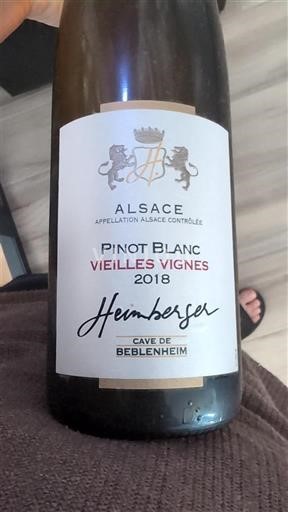 H
ALSACE
APPELLATION ALSACE CONTRÔLÉE
PINOT BLANC
VIEILLES VIGNES
2018
Heimberger
CAVE DE
BEBLENHEIM